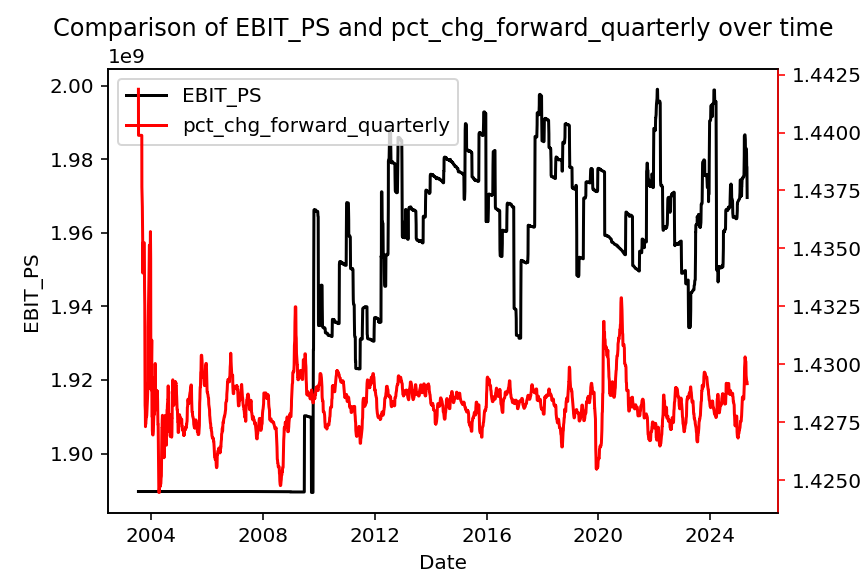 Comparison of EBIT_PS and pct_chg_forward_quarterly over time
1e9
EBIT_PS
pct_chg_forward_quarterly
2.00
1.98
1.96
1.94
1.92
1.90
EBIT_PS
1.4425
1.4400
1.4375
1.4350
1.4325
1.4300
1.4275
1.4250
2004 2008 2012 2016 2020 2024
Date